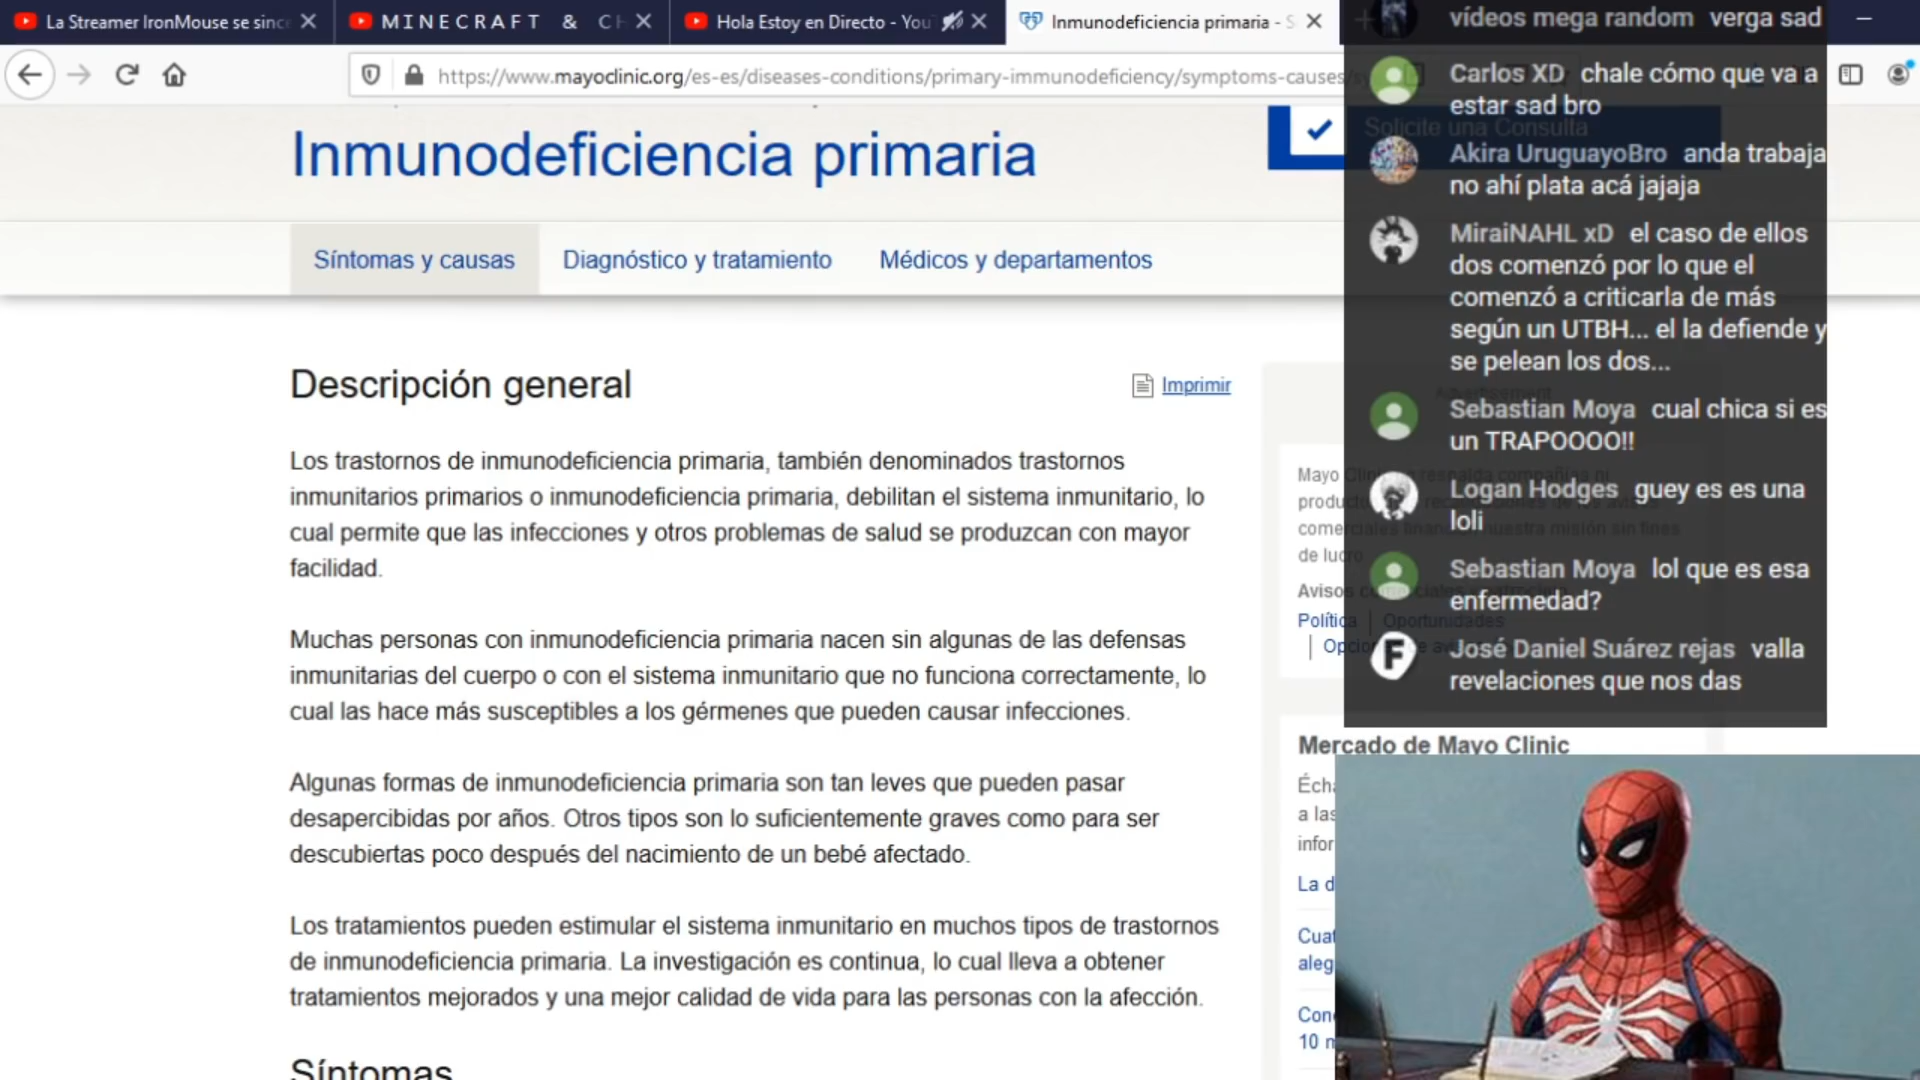 La Streamer IronMouse se since
M I N E C R A F T & C H
Hola Estoy en Directo - YouT
Inmunodeficiencia primaria - S
https://www.mayoclinic.org/es-es/diseases-conditions/primary-immunodeficiency/symptoms-causes/
Inmunodeficiencia primaria
Solicite una Consulta
Síntomas y causas
Diagnóstico y tratamiento
Médicos y departamentos
Descripción general
Imprimir
Los trastornos de inmunodeficiencia primaria, también denominados trastornos
inmunitarios primarios o inmunodeficiencia primaria, debilitan el sistema inmunitario, lo
cual permite que las infecciones y otros problemas de salud se produzcan con mayor
facilidad.
Muchas personas con inmunodeficiencia primaria nacen sin algunas de las defensas
inmunitarias del cuerpo o con el sistema inmunitario que no funciona correctamente, lo
cual las hace más susceptibles a los gérmenes que pueden causar infecciones.
Algunas formas de inmunodeficiencia primaria son tan leves que pueden pasar
desapercibidas por años. Otros tipos son lo suficientemente graves como para ser
descubiertas poco después del nacimiento de un bebé afectado.
Los tratamientos pueden estimular el sistema inmunitario en muchos tipos de trastornos
de inmunodeficiencia primaria. La investigación es continua, lo cual lleva a obtener
tratamientos mejorados y una mejor calidad de vida para las personas con la afección.
Síntomas
vídeos mega random verga sad
Carlos XD chale cómo que va a
estar sad bro
Akira UruguayoBro anda trabaja
no ahí plata acá jajaja
MiraiNAHL xD el caso de ellos
dos comenzó por lo que el
comenzó a criticarla de más
según un UTBH... el la defiende y
se pelean los dos...
Sebastian Moya cual chica si es
un TRAPOOOO!!
Logan Hodges guey es es una
loli
Sebastian Moya lol que es esa
enfermedad?
José Daniel Suárez rejas valla
revelaciones que nos das
Mayo Clinic respalda compañías ni
comerciales financian nuestra misión sin fines
de lucro
Avisos
Política | Oportunidades
Mercado de Mayo Clinic
Écha
a las
infor
La d
Cuat
aleg
Con
10 m